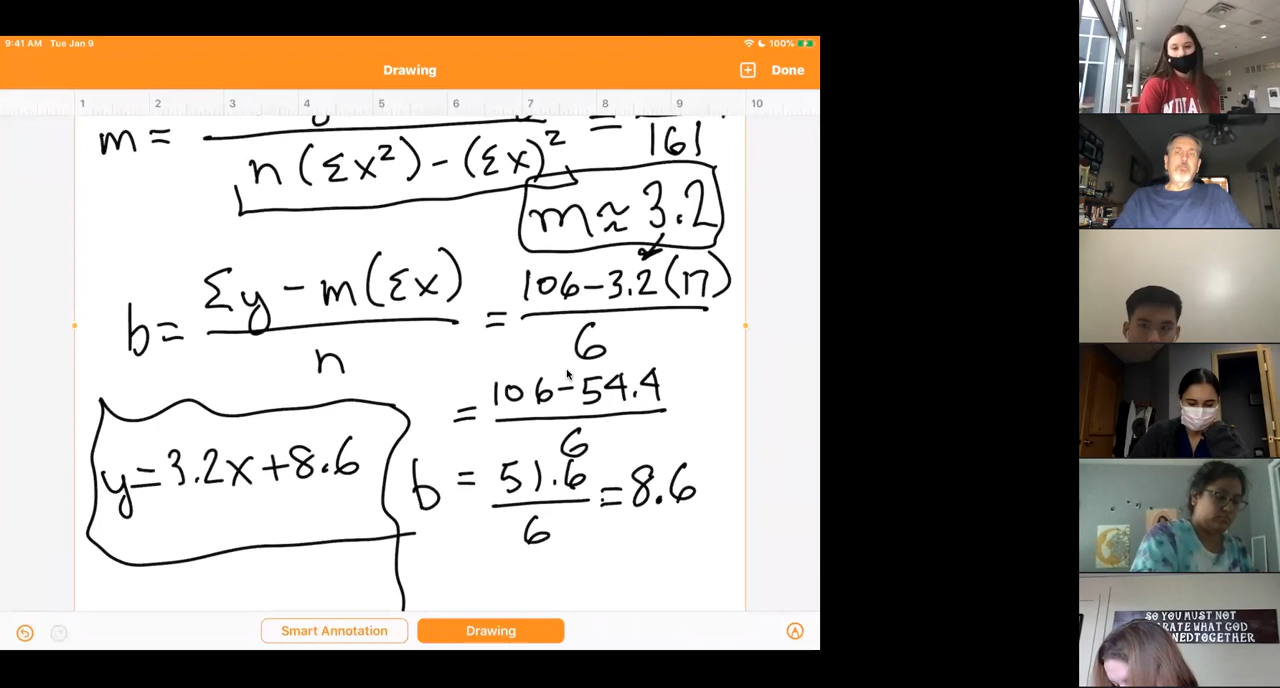 9:41 AM Tue Jan 9
100%
Drawing
Done
1 2 3 4 5 6 7 8 9 10
m = n(Σx²) - (Σx)² = 161
m ≈ 3.2
b = Σy - m(Σx) / n = 106 - 3.2(17) / 6
= 106 - 54.4 / 6
b = 51.6 / 6 = 8.6
y = 3.2x + 8.6
Smart Annotation
Drawing
SO YOU MUST NOT
RATE WHAT GOD
NEDTOGETHER